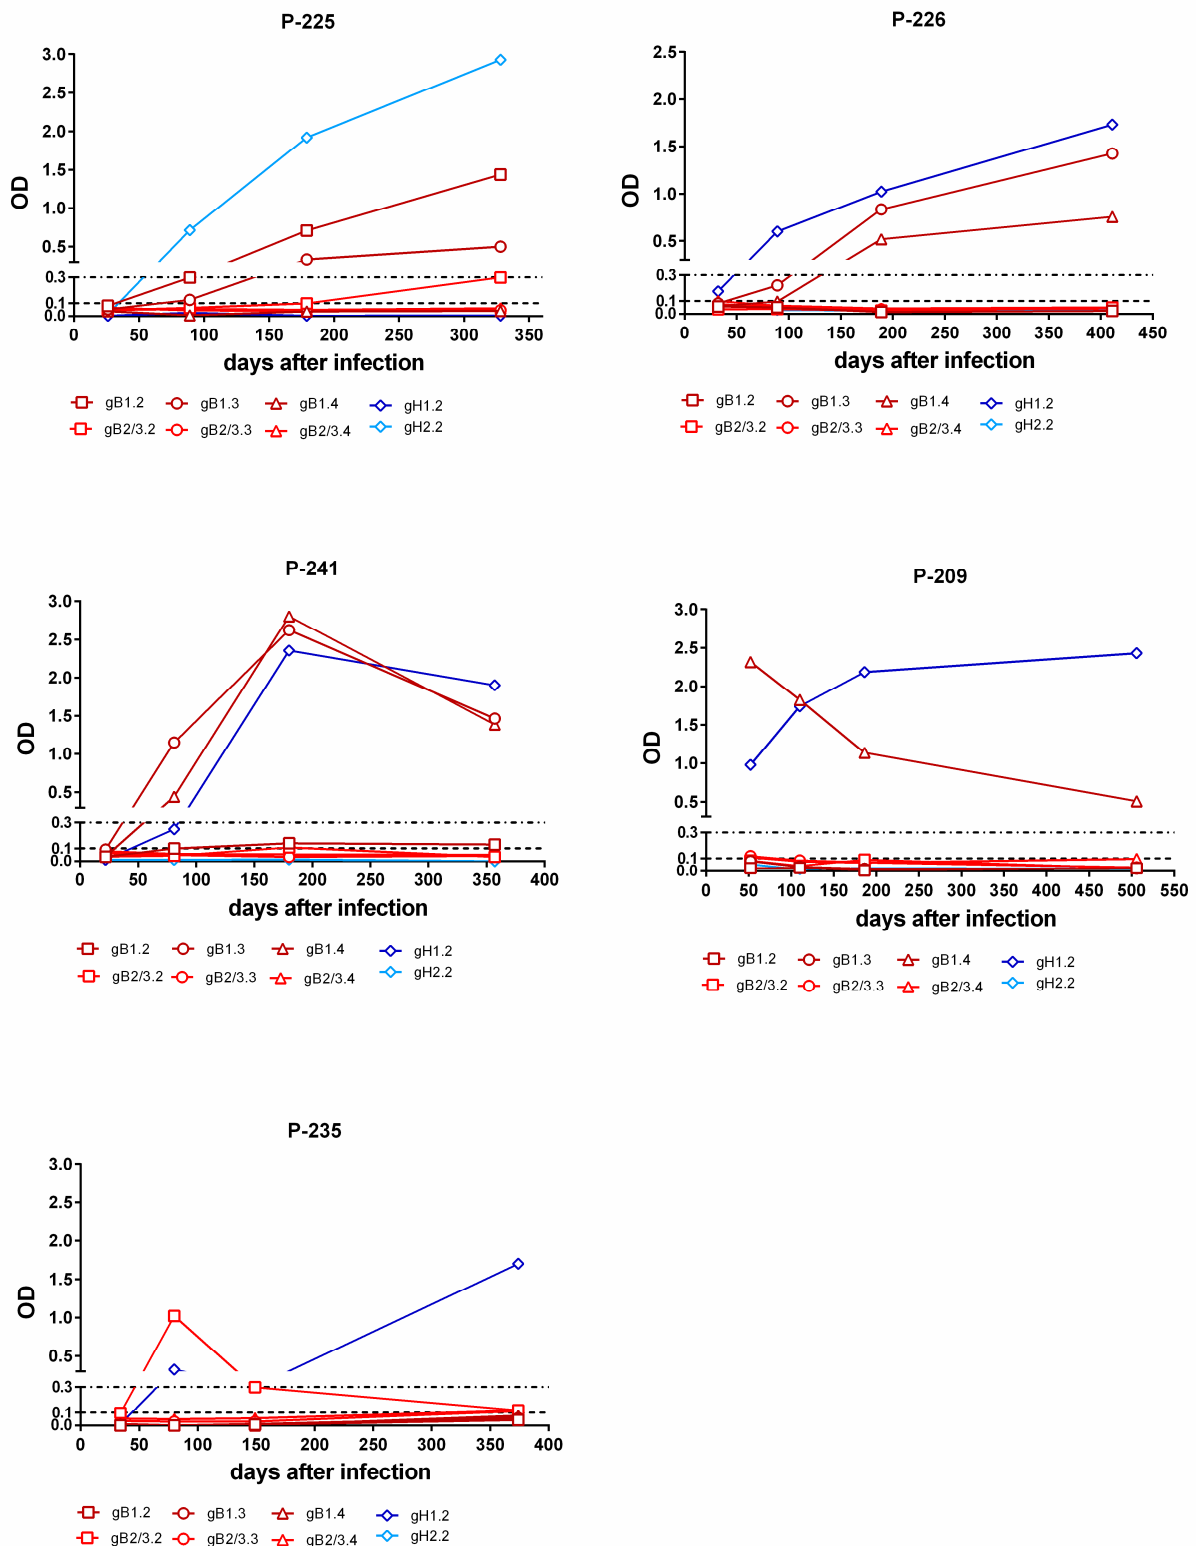 P-225
3.0
2.5
2.0
1.5
1.0
0.5
0.3
0.1
0.0
OD
0 50 100 150 200 250 300 350
days after infection
gB1.2 gB1.3 gB1.4 gH1.2
gB2/3.2 gB2/3.3 gB2/3.4 gH2.2
P-226
2.5
2.0
1.5
1.0
0.5
0.3
0.1
0.0
OD
0 50 100 150 200 250 300 350 400 450
days after infection
gB1.2 gB1.3 gB1.4 gH1.2
gB2/3.2 gB2/3.3 gB2/3.4 gH2.2
P-241
3.0
2.5
2.0
1.5
1.0
0.5
0.3
0.1
0.0
OD
0 50 100 150 200 250 300 350 400
days after infection
gB1.2 gB1.3 gB1.4 gH1.2
gB2/3.2 gB2/3.3 gB2/3.4 gH2.2
P-209
3.0
2.5
2.0
1.5
1.0
0.5
0.3
0.1
0.0
OD
0 50 100 150 200 250 300 350 400 450 500 550
days after infection
gB1.2 gB1.3 gB1.4 gH1.2
gB2/3.2 gB2/3.3 gB2/3.4 gH2.2
P-235
3.0
2.5
2.0
1.5
1.0
0.5
0.3
0.1
0.0
OD
0 50 100 150 200 250 300 350 400
days after infection
gB1.2 gB1.3 gB1.4 gH1.2
gB2/3.2 gB2/3.3 gB2/3.4 gH2.2